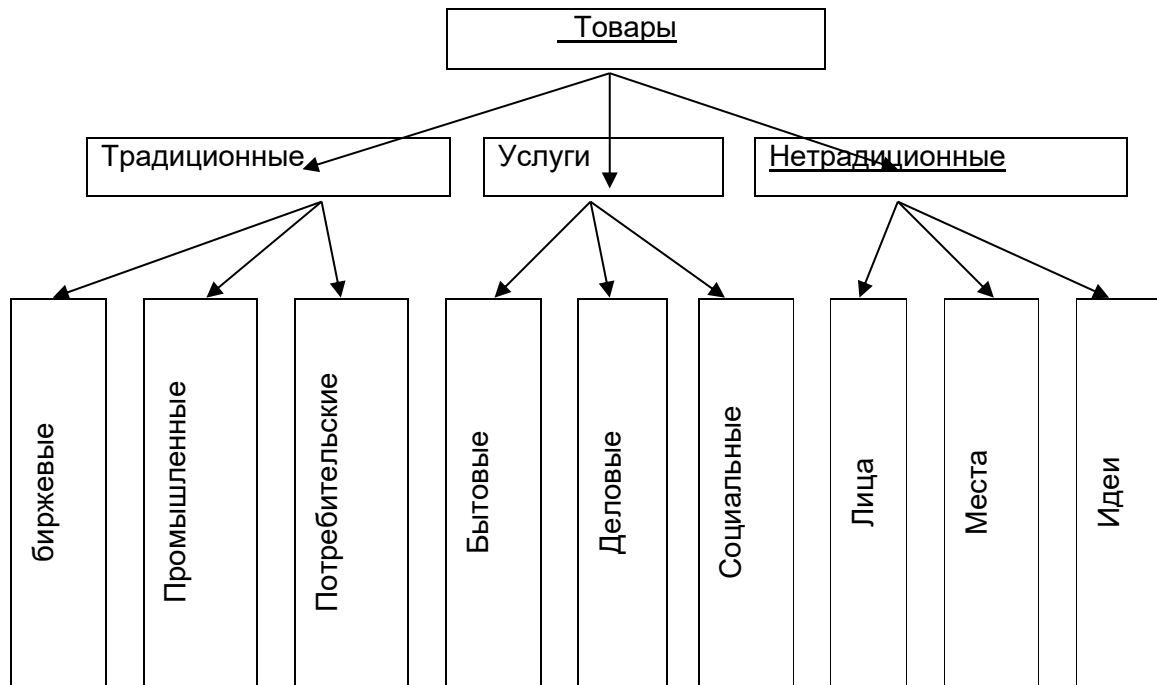 Товары
Традиционные
Услуги
Нетрадиционные
биржевые
Промышленные
Потребительские
Бытовые
Деловые
Социальные
Лица
Места
Идеи